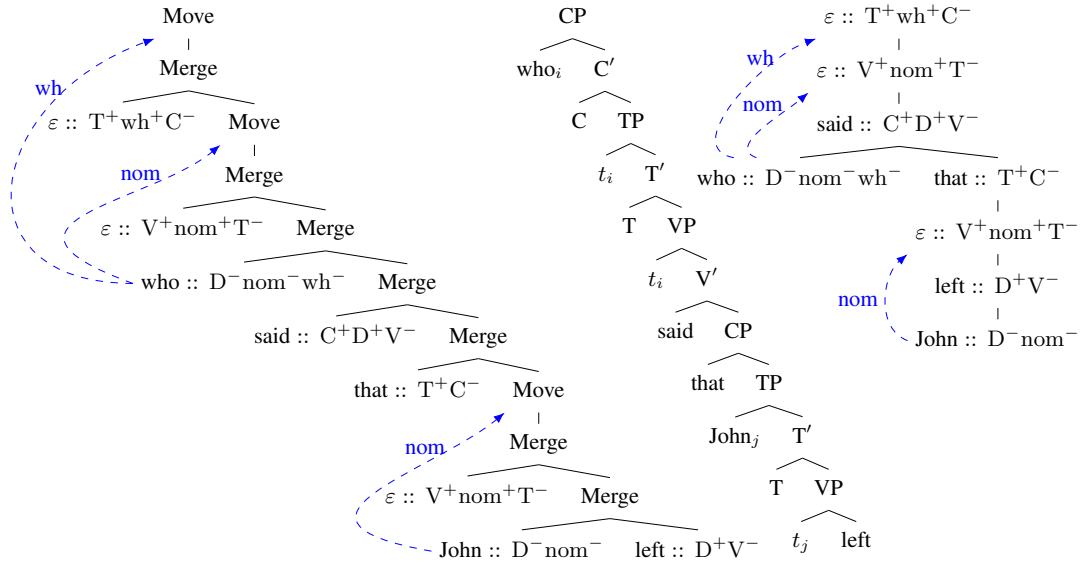 Move
wh
Merge
ε :: T⁺wh⁺C⁻ Move
nom
Merge
ε :: V⁺nom⁺T⁻ Merge
who :: D⁻nom⁻wh⁻ Merge
said :: C⁺D⁺V⁻ Merge
that :: T⁺C⁻ Move
nom
Merge
ε :: V⁺nom⁺T⁻ Merge
John :: D⁻nom⁻ left :: D⁺V⁻
CP
whoᵢ C′
C TP
tᵢ T′
T VP
tᵢ V′
said CP
that TP
Johnⱼ T′
T VP
tⱼ left
ε :: T⁺wh⁺C⁻
wh
ε :: V⁺nom⁺T⁻
nom
said :: C⁺D⁺V⁻
who :: D⁻nom⁻wh⁻ that :: T⁺C⁻
ε :: V⁺nom⁺T⁻
left :: D⁺V⁻
nom
John :: D⁻nom⁻